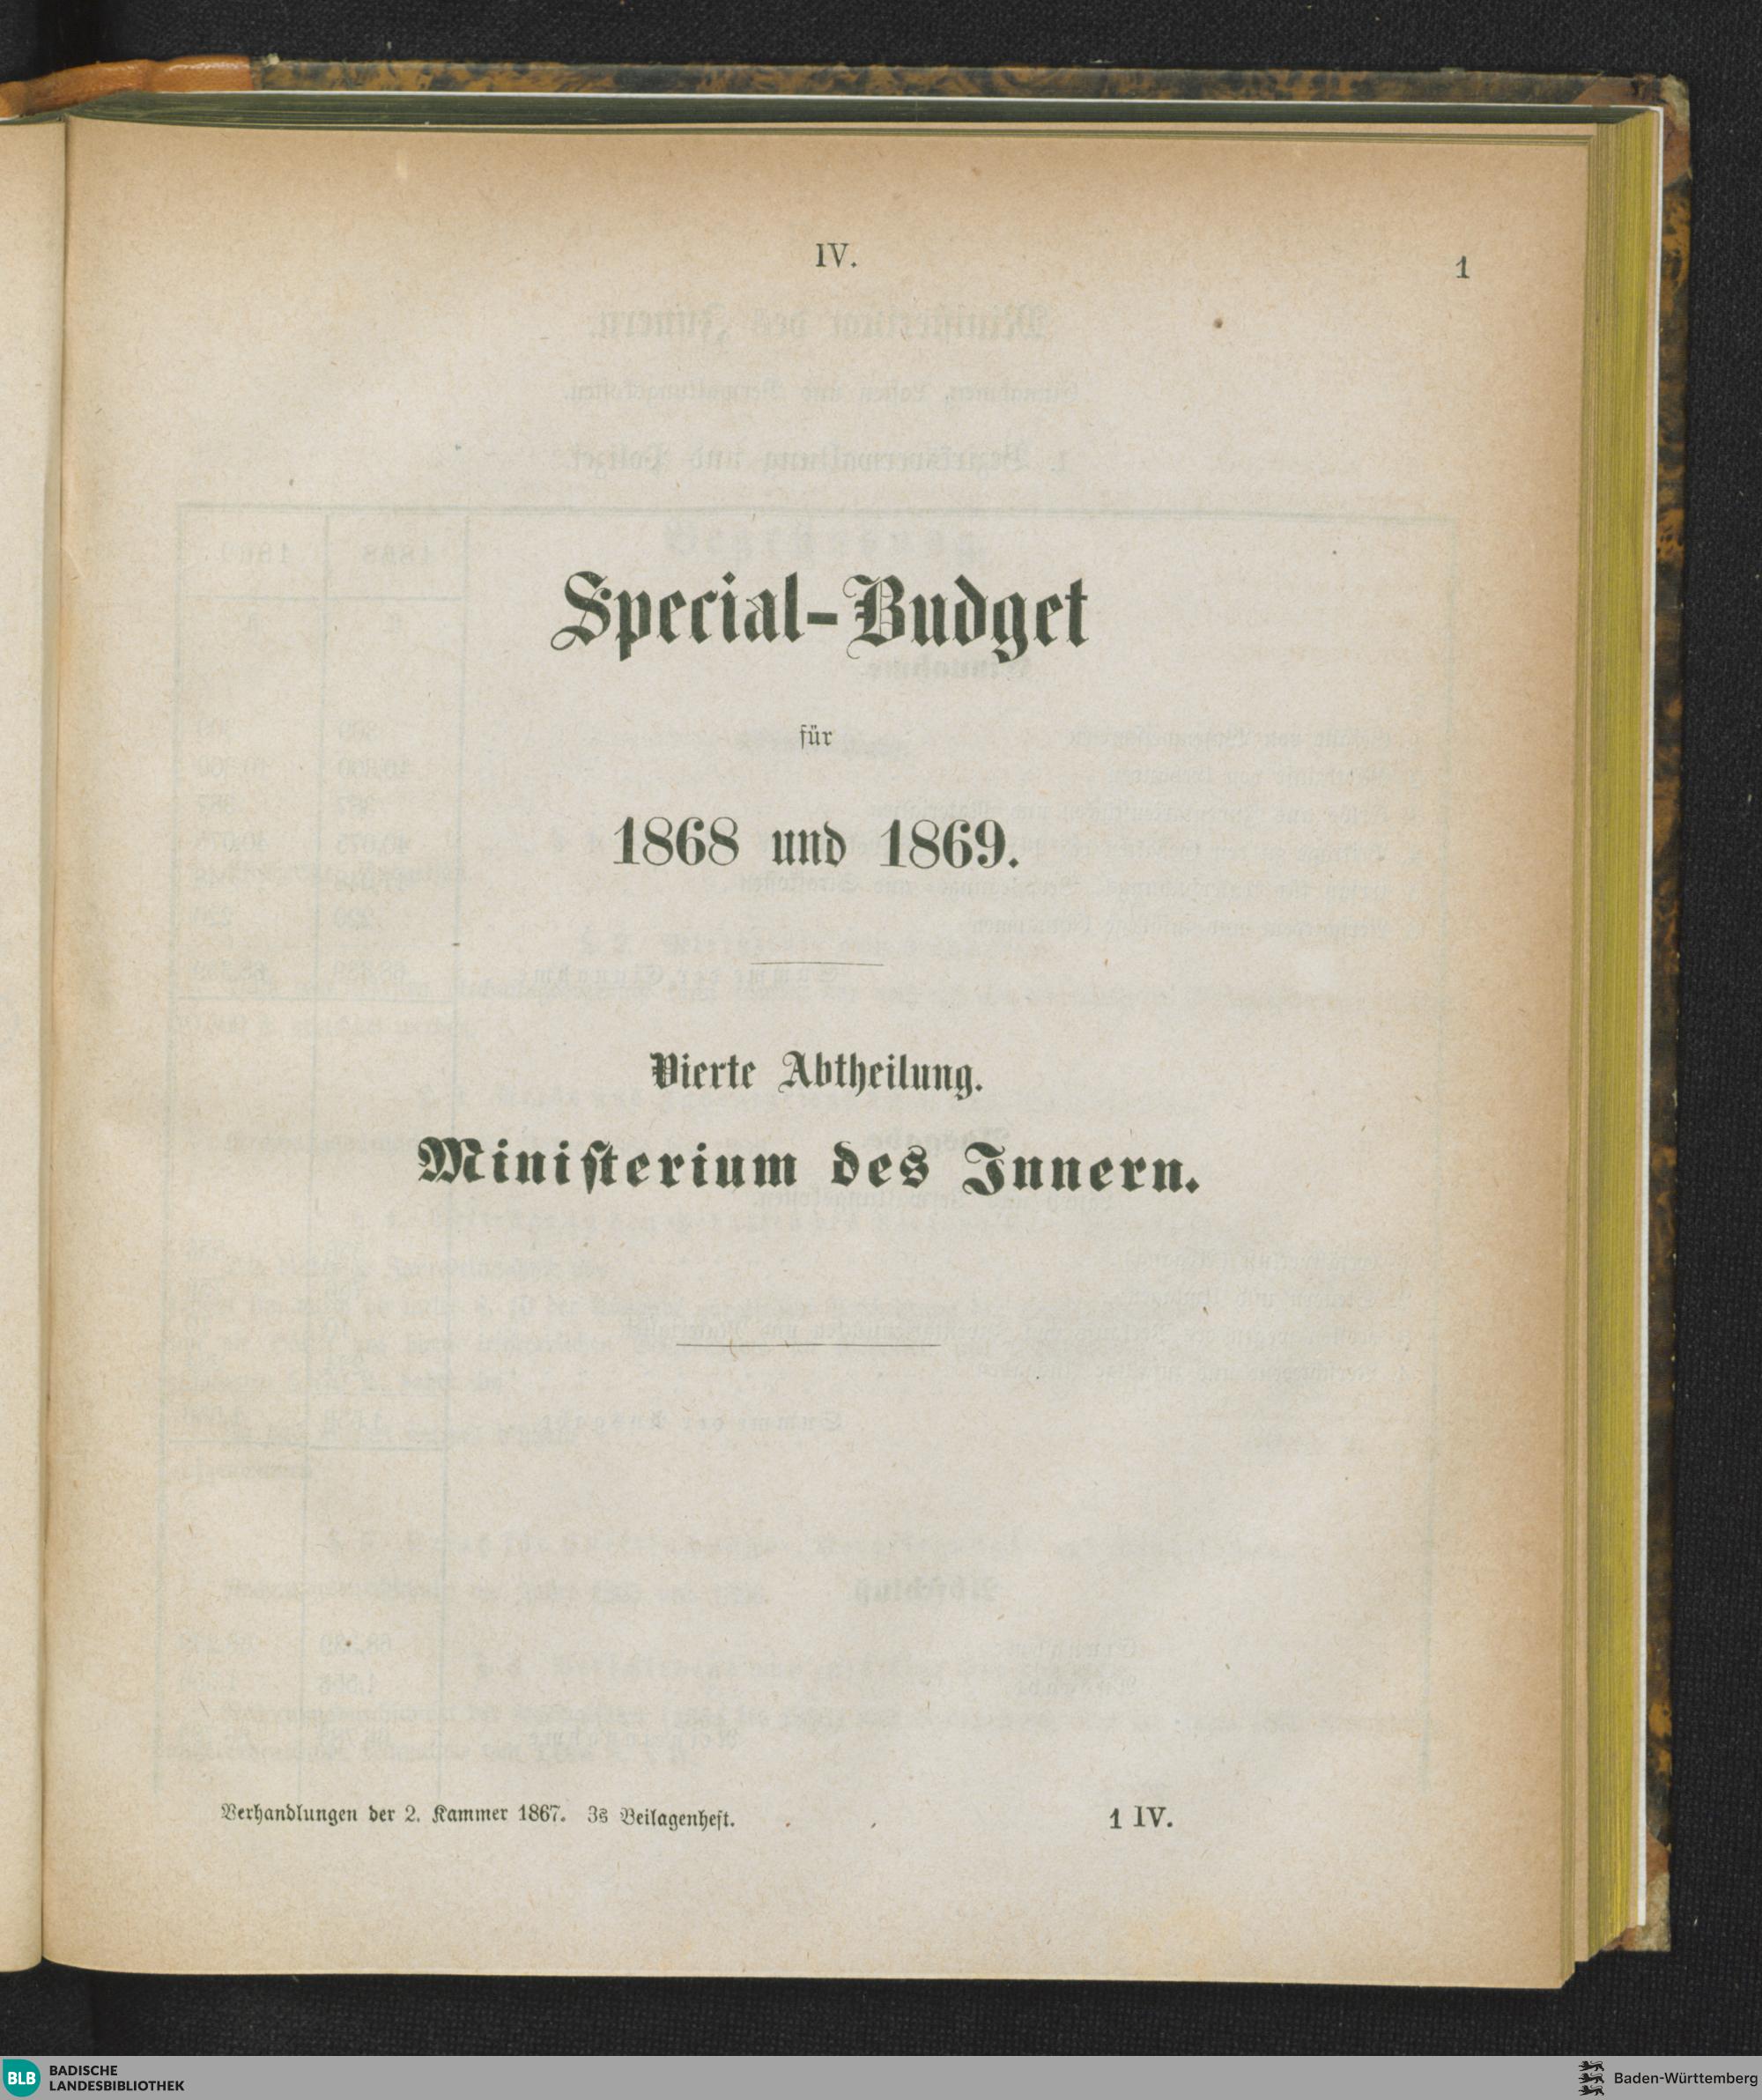 IV.
1
Special-Budget
für
1868 und 1869.
Vierte Abtheilung.
Miniſterium des Innern.
Verhandlungen der 2. Kammer 1867. 3s Beilagenheft.
1 IV.
BLB BADISCHE
LANDESBIBLIOTHEK
Baden-Württemberg